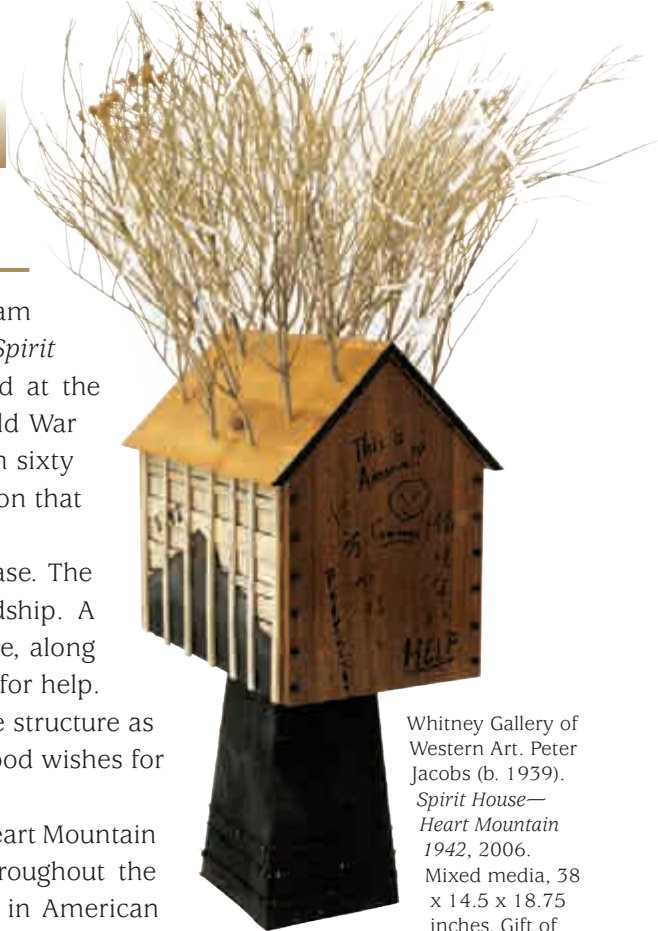 am
Spirit
d at the
ld War
n sixty
on that
ase. The
dship. A
e, along
for help.
e structure as
ood wishes for
eart Mountain
roughout the
in American
This is
HELP
Whitney Gallery of
Western Art. Peter
Jacobs (b. 1939).
Spirit House—
Heart Mountain
1942, 2006.
Mixed media, 38
x 14.5 x 18.75
inches. Gift of